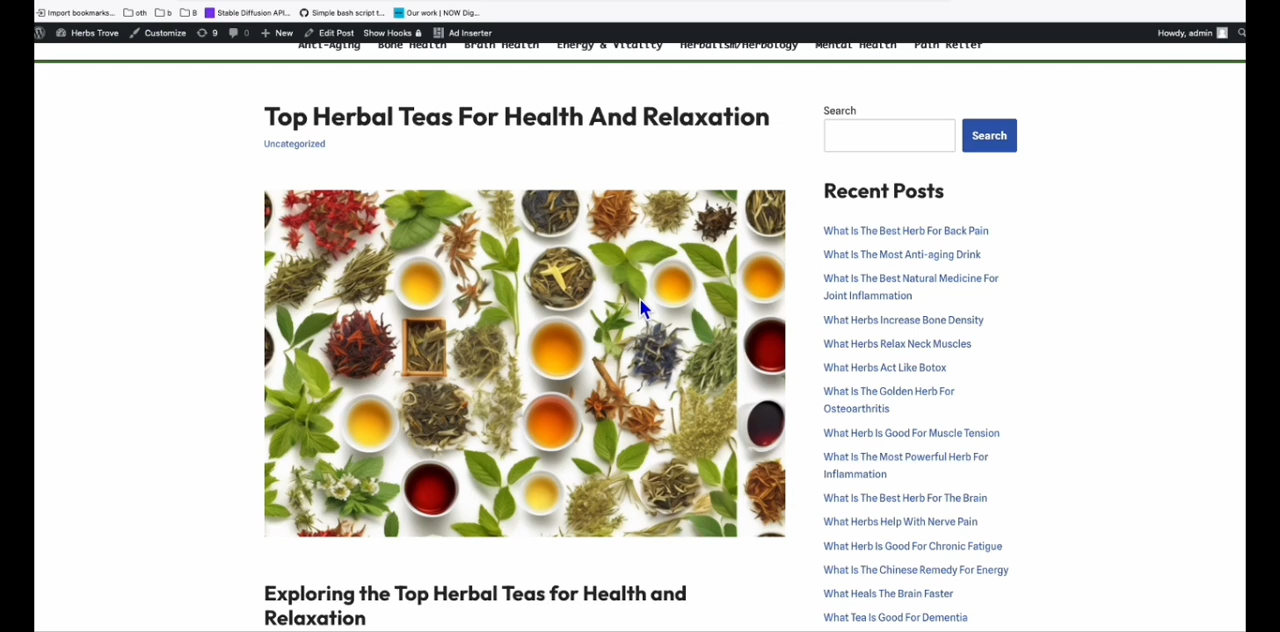 Import bookmarks... oth b 8 Stable Diffusion API... Simple bash script t... Our work | NOW Dig...
Herbs Trove Customize 9 0 New Edit Post Show Hooks Ad Inserter Howdy, admin
Anti-Aging Bone Health Brain Health Energy & Vitality Herbalism/Herbology Mental Health Pain Relief
Top Herbal Teas For Health And Relaxation
Uncategorized
Exploring the Top Herbal Teas for Health and
Relaxation
Search
Search
Recent Posts
What Is The Best Herb For Back Pain
What Is The Most Anti-aging Drink
What Is The Best Natural Medicine For
Joint Inflammation
What Herbs Increase Bone Density
What Herbs Relax Neck Muscles
What Herbs Act Like Botox
What Is The Golden Herb For
Osteoarthritis
What Herb Is Good For Muscle Tension
What Is The Most Powerful Herb For
Inflammation
What Is The Best Herb For The Brain
What Herbs Help With Nerve Pain
What Herb Is Good For Chronic Fatigue
What Is The Chinese Remedy For Energy
What Heals The Brain Faster
What Tea Is Good For Dementia